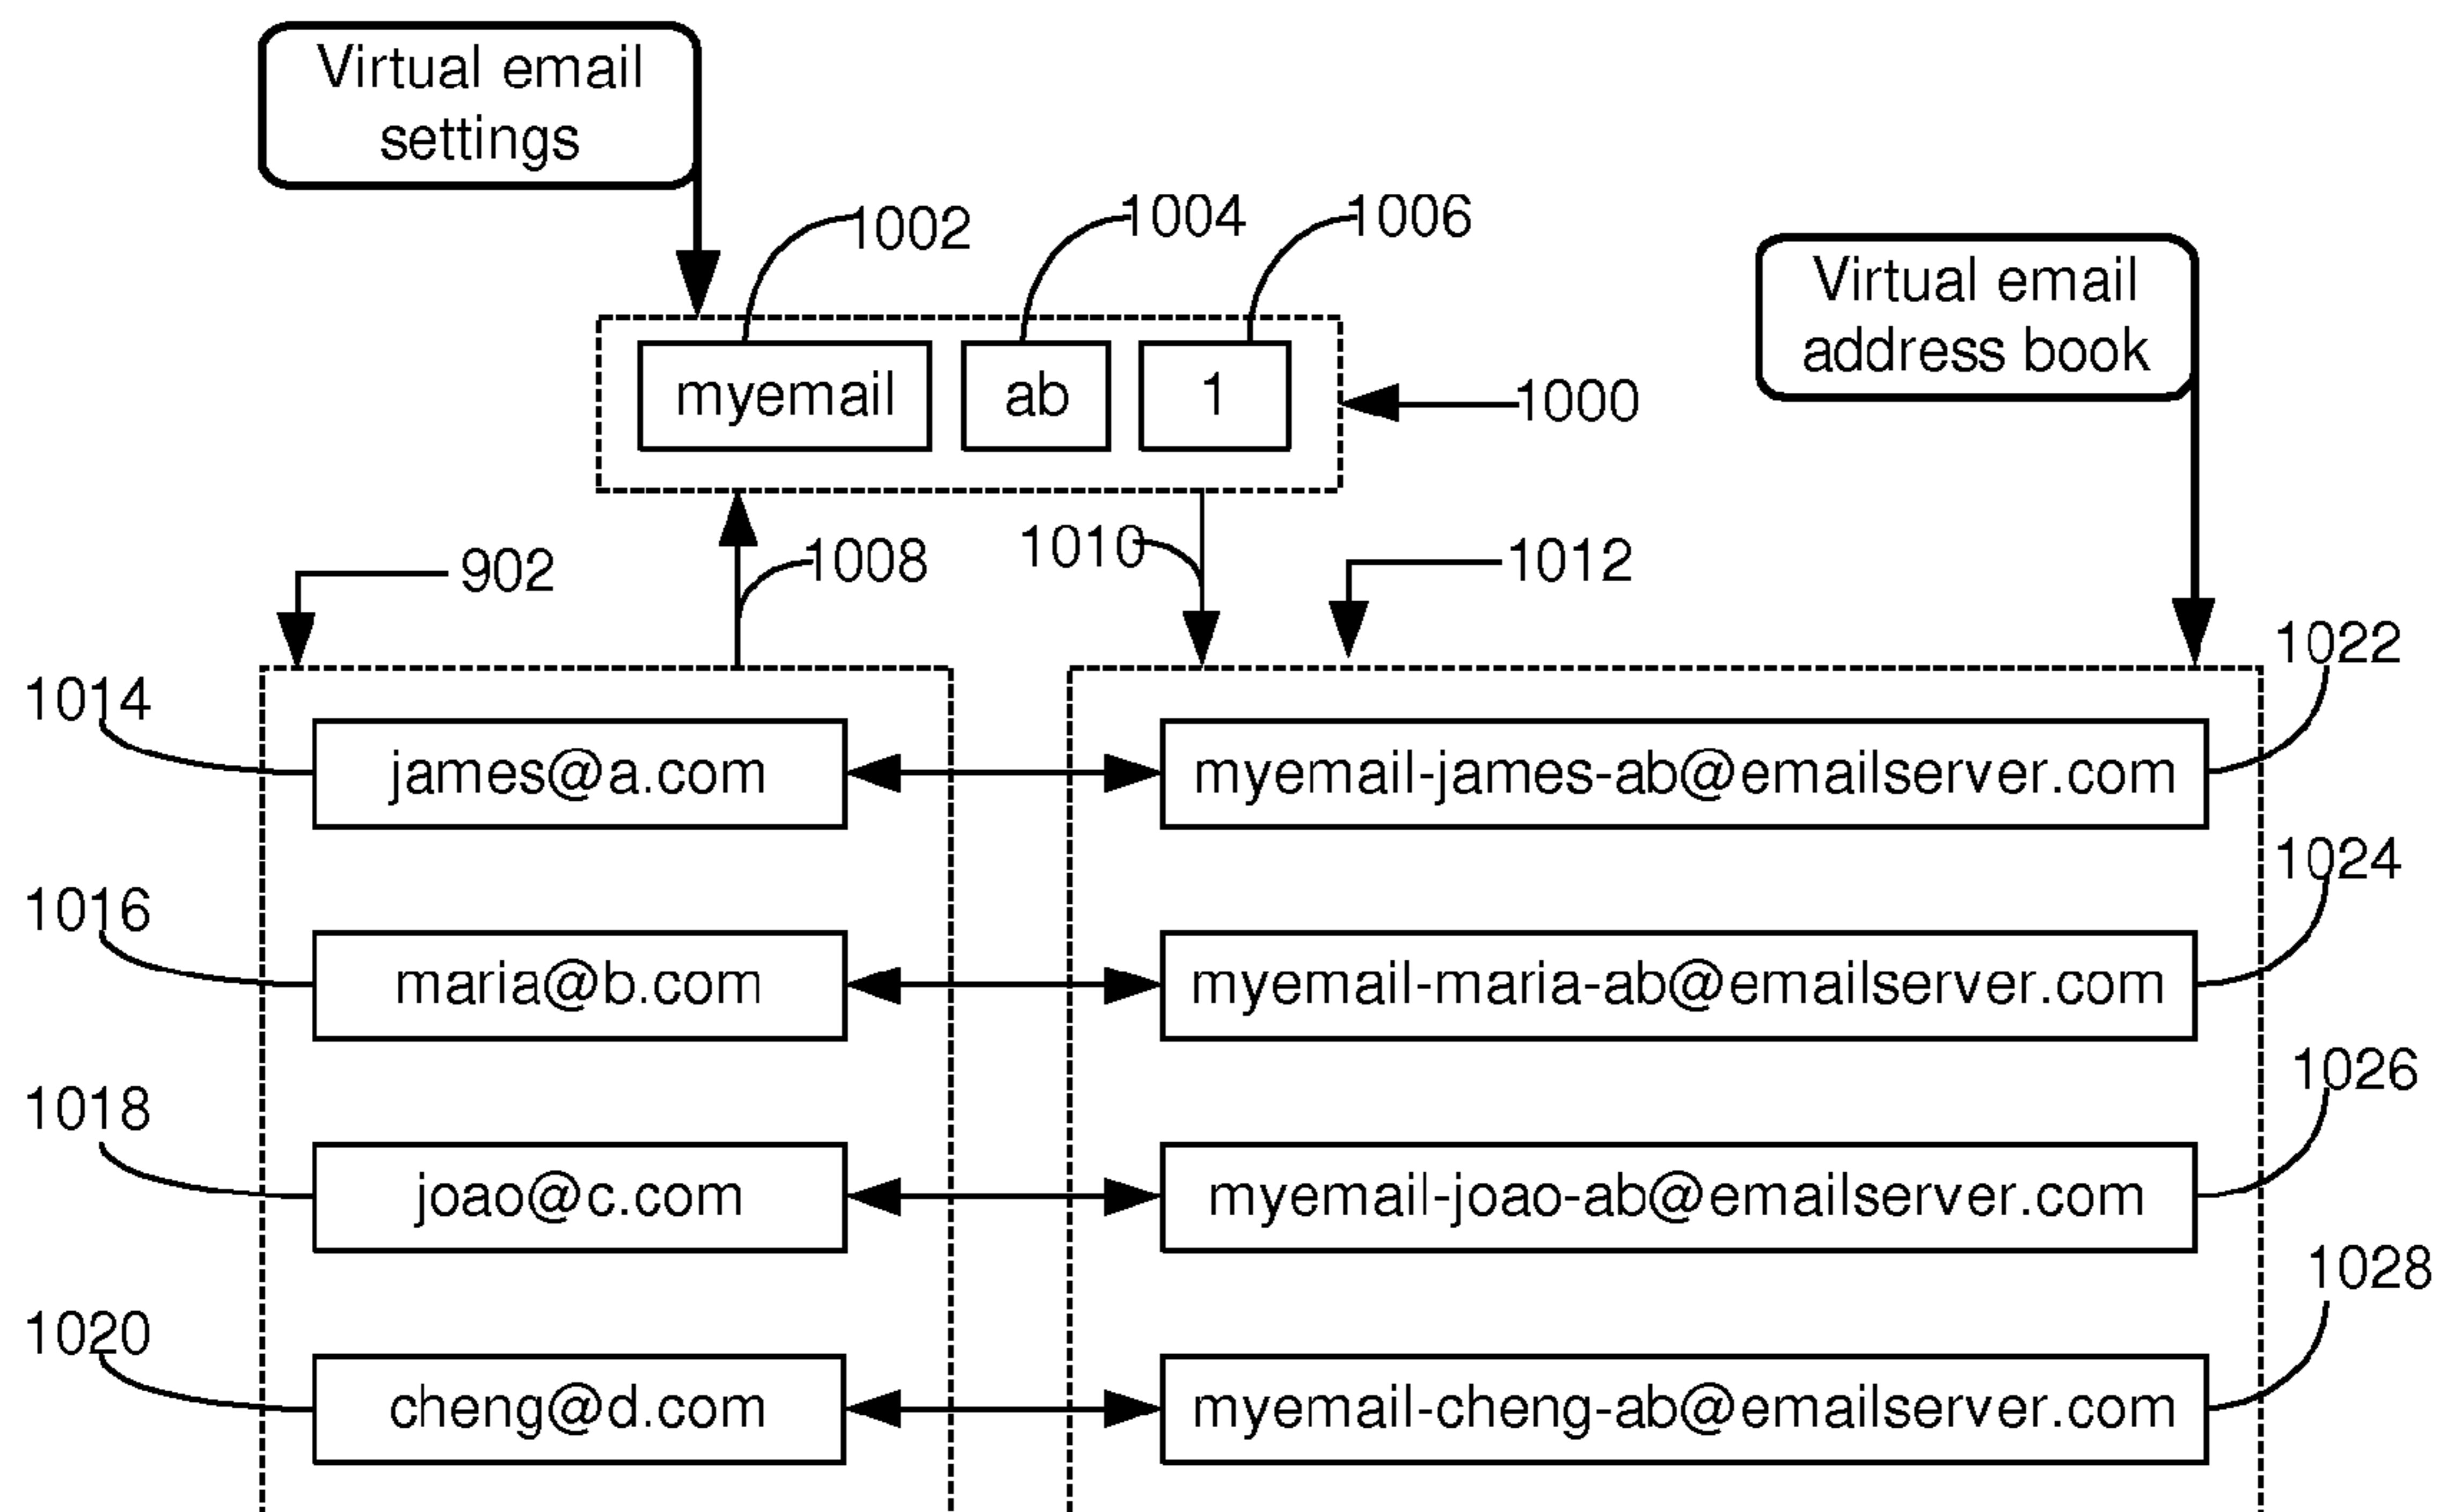 Virtual email
settings
1002
1004
1006
Virtual email
address book
myemail
ab
1
1000
902
1008
1010
1012
1014
james@a.com
myemail-james-ab@emailserver.com
1022
1016
maria@b.com
myemail-maria-ab@emailserver.com
1024
1018
joao@c.com
myemail-joao-ab@emailserver.com
1026
1020
cheng@d.com
myemail-cheng-ab@emailserver.com
1028